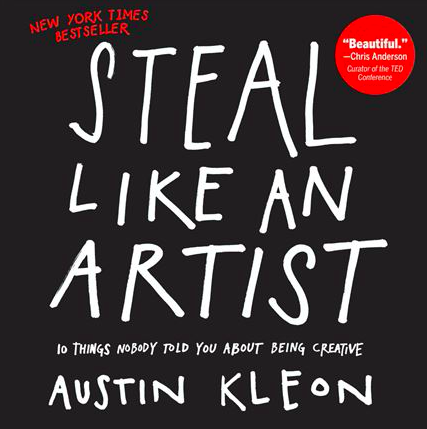 NEW YORK TIMES
BESTSELLER
"Beautiful."
—Chris Anderson
Curator of the TED
Conference
STEAL
LIKE AN
ARTIST
10 THINGS NOBODY TOLD YOU ABOUT BEING CREATIVE
AUSTIN KLEON